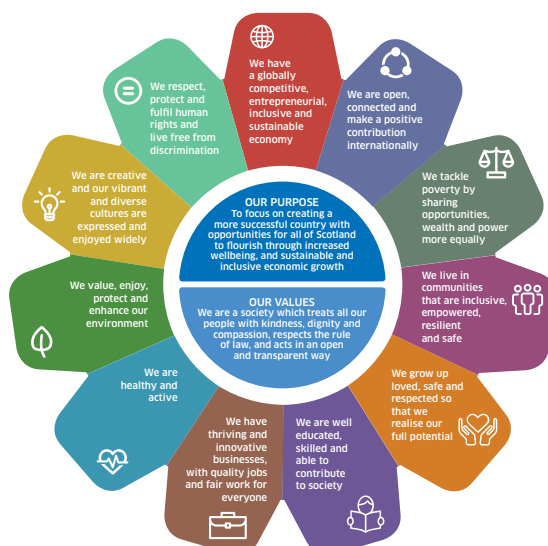 We have
a globally
competitive,
entrepreneurial,
inclusive and
sustainable
economy
We are open,
connected and
make a positive
contribution
internationally
We tackle
poverty by
sharing
opportunities,
wealth and power
more equally
We live in
communities
that are inclusive,
empowered,
resilient
and safe
We grow up
loved, safe and
respected so
that we
realise our
full potential
We are well
educated,
skilled and
able to
contribute
to society
We have
thriving and
innovative
businesses,
with quality jobs
and fair work for
everyone
We are
healthy and
active
We value, enjoy,
protect and
enhance our
environment
We are creative
and our vibrant
and diverse
cultures are
expressed and
enjoyed widely
We respect,
protect and
fulfil human
rights and
live free from
discrimination
OUR PURPOSE
To focus on creating a
more successful country with
opportunities for all of Scotland
to flourish through increased
wellbeing, and sustainable and
inclusive economic growth
OUR VALUES
We are a society which treats all our
people with kindness, dignity and
compassion, respects the rule
of law, and acts in an open
and transparent way